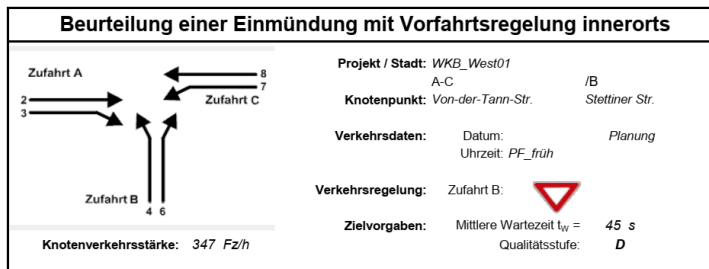 Beurteilung einer Einmündung mit Vorfahrtsregelung innerorts
Zufahrt A
8
7
2
3
Zufahrt C
Zufahrt B
4 6
Knotenverkehrsstärke: 347 Fz/h
Projekt / Stadt: WKB_West01
A-C /B
Knotenpunkt: Von-der-Tann-Str. Stettiner Str.
Verkehrsdaten: Datum: Planung
Uhrzeit: PF_früh
Verkehrsregelung: Zufahrt B:
Zielvorgaben: Mittlere Wartezeit tW = 45 s
Qualitätsstufe: D